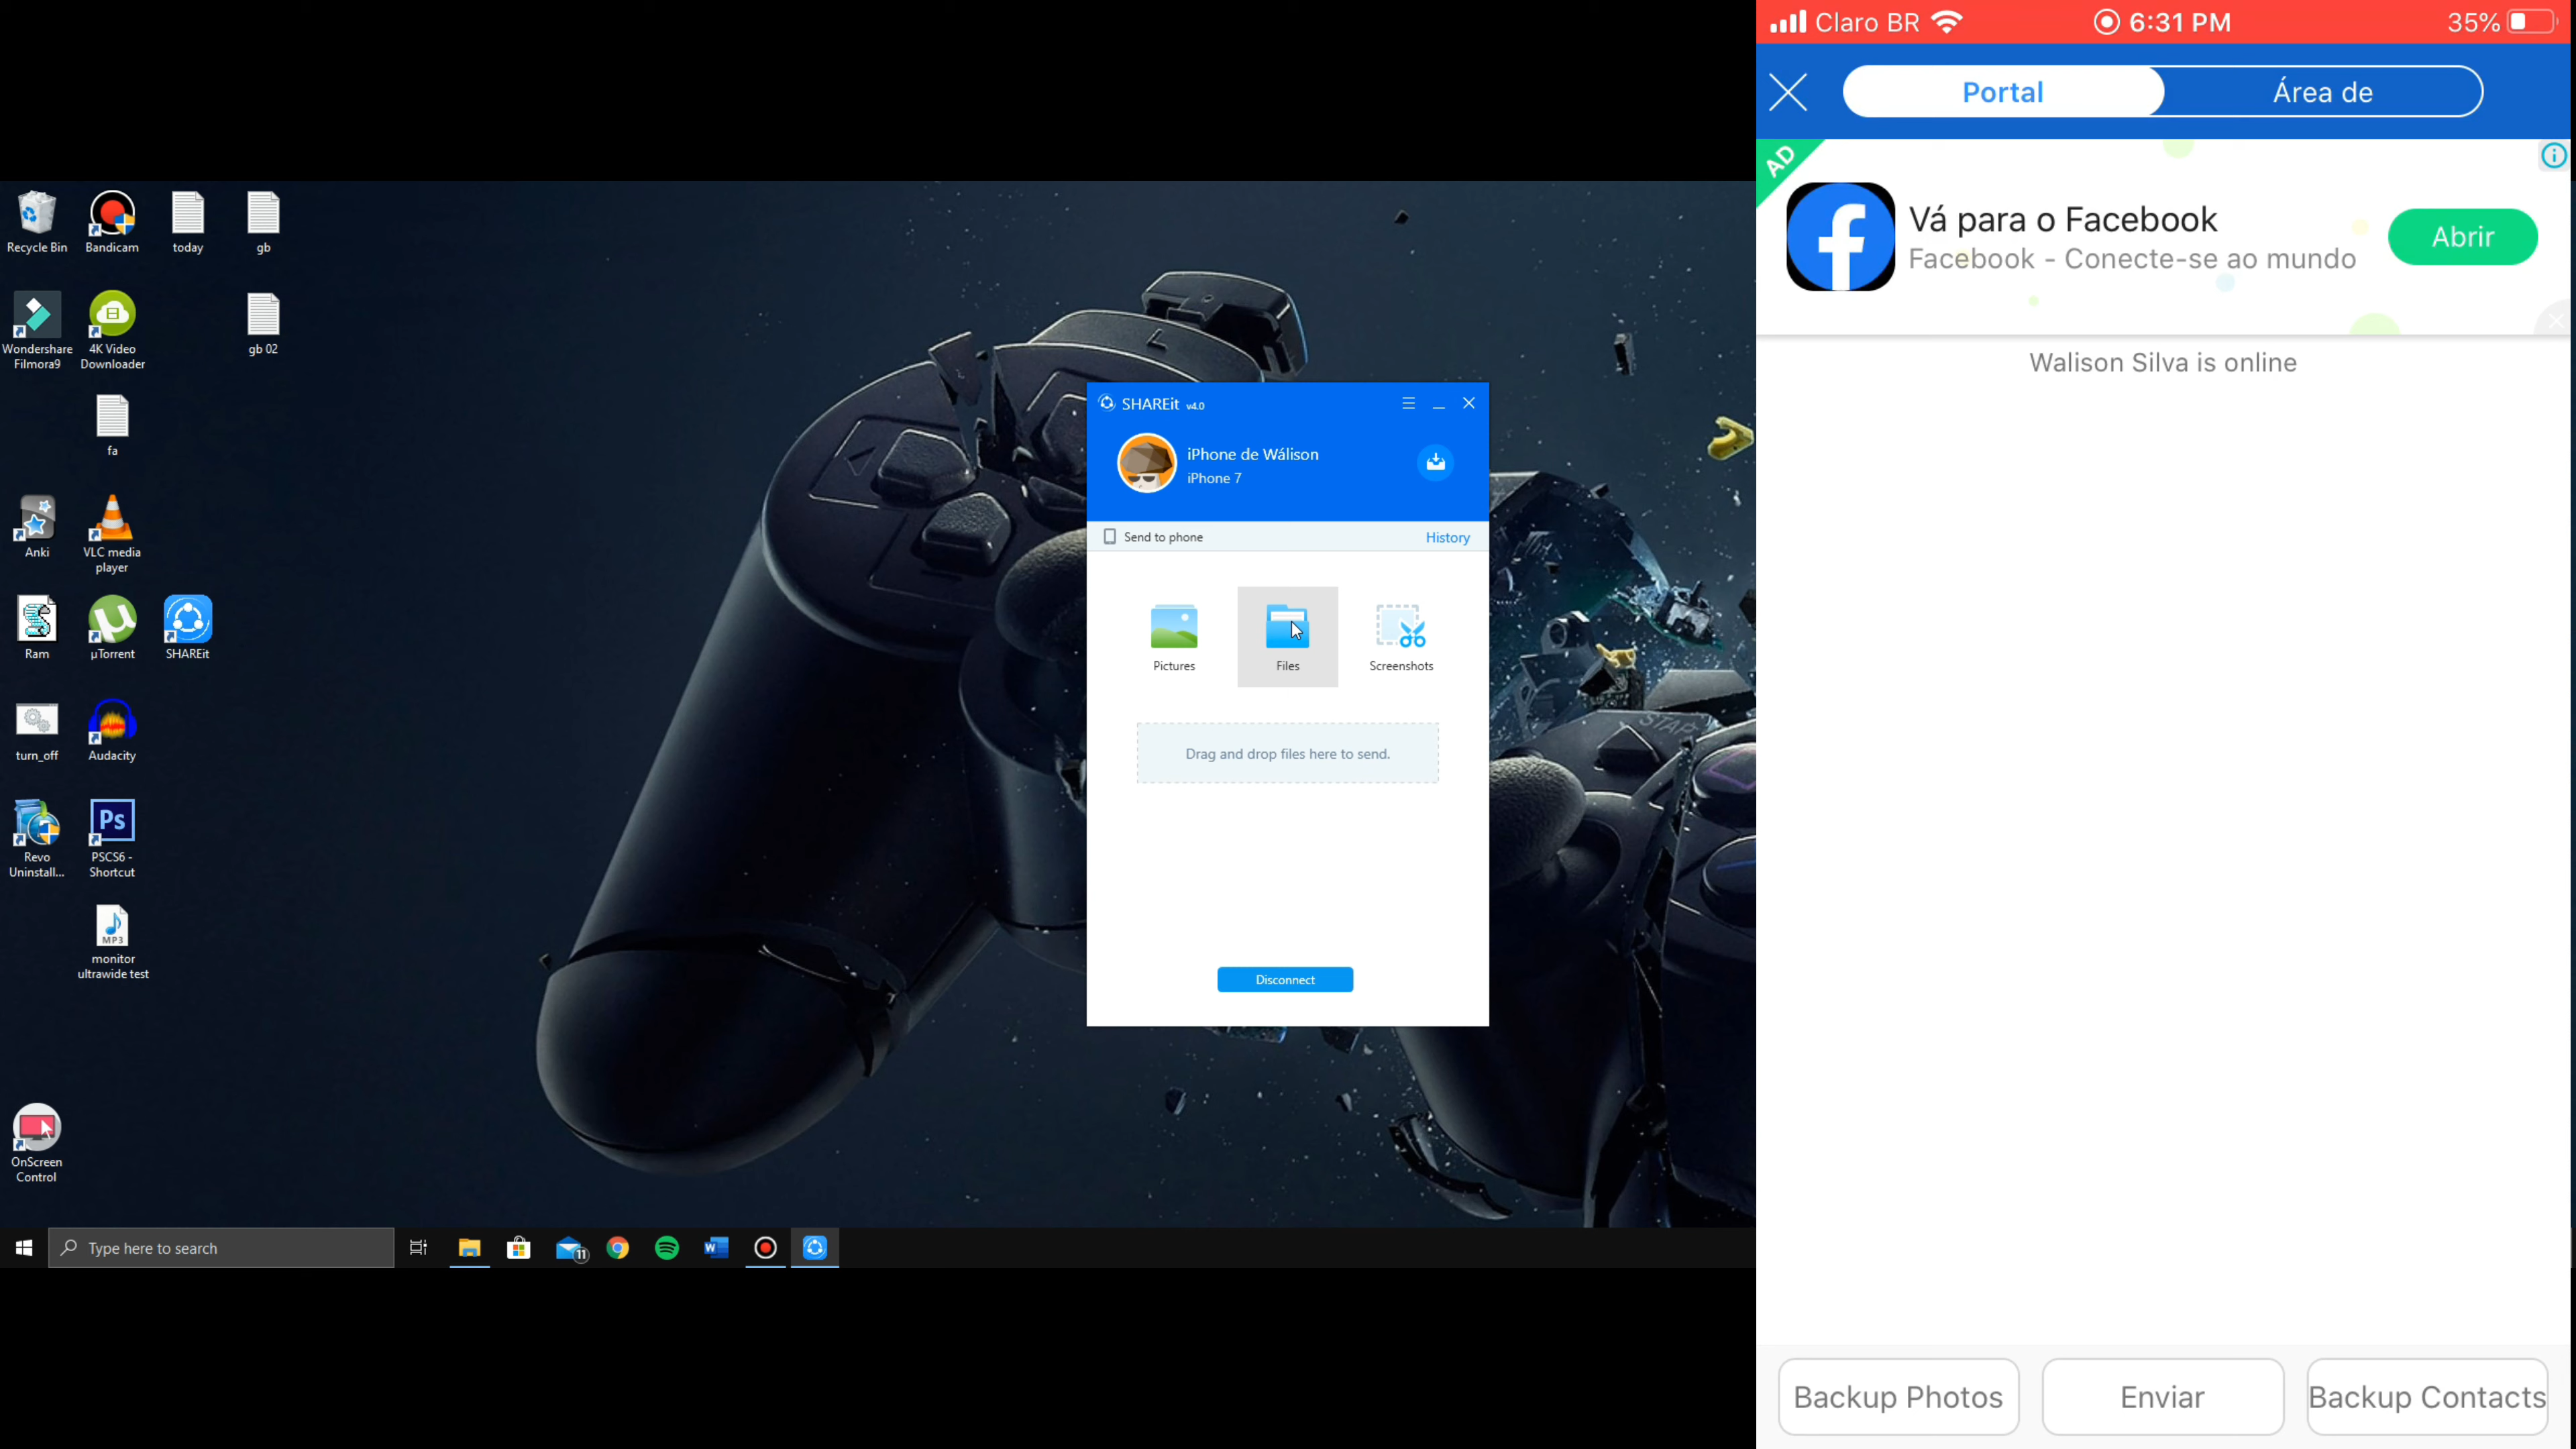 Recycle Bin
Bandicam
today
gb
Wondershare
Filmora9
4K Video
Downloader
gb 02
fa
Anki
VLC media
player
Ram
µTorrent
SHAREit
turn_off
Audacity
Revo
Uninstall...
Ps
PSCS6 -
Shortcut
MP3
monitor
ultrawide test
OnScreen
Control
Type here to search
11
W
SHAREit v4.0
iPhone de Wálison
iPhone 7
Send to phone
History
Pictures
Files
Screenshots
Drag and drop files here to send.
Disconnect
L
START
Claro BR
6:31 PM
35%
Portal
Área de
AD
Vá para o Facebook
Facebook - Conecte-se ao mundo
Abrir
Walison Silva is online
Backup Photos
Enviar
Backup Contacts